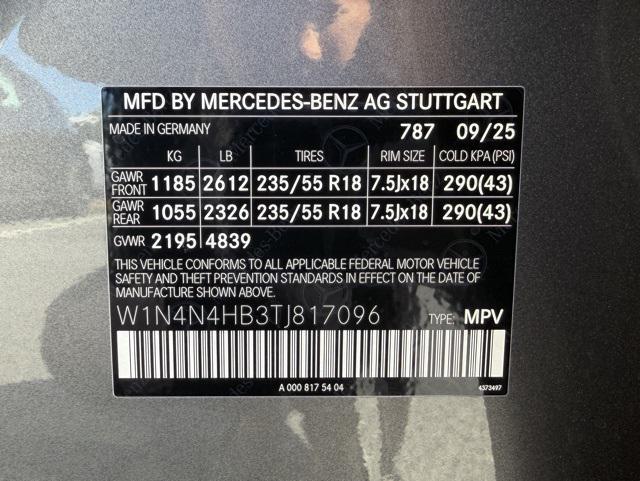 MFD BY MERCEDES-BENZ AG STUTTGART
MADE IN GERMANY 787 09/25
KG LB TIRES RIM SIZE COLD KPA(PSI)
GAWR FRONT 1185 2612 235/55 R18 7.5Jx18 290(43)
GAWR REAR 1055 2326 235/55 R18 7.5Jx18 290(43)
GVWR 2195 4839
THIS VEHICLE CONFORMS TO ALL APPLICABLE FEDERAL MOTOR VEHICLE
SAFETY AND THEFT PREVENTION STANDARDS IN EFFECT ON THE DATE OF
MANUFACTURE SHOWN ABOVE.
W1N4N4HB3TJ817096 TYPE: MPV
A 000 817 54 04 4373497